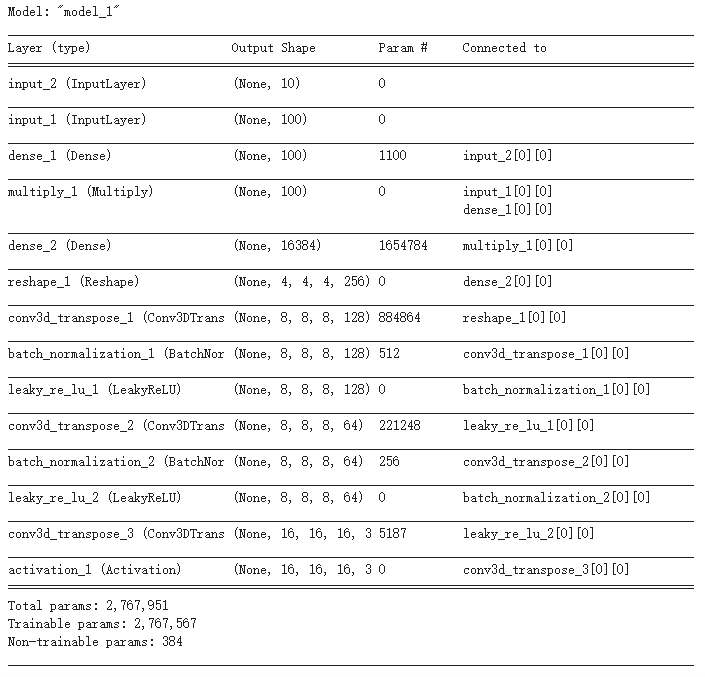 Model: "model_1"
Layer (type) Output Shape Param # Connected to
input_2 (InputLayer) (None, 10) 0
input_1 (InputLayer) (None, 100) 0
dense_1 (Dense) (None, 100) 1100 input_2[0][0]
multiply_1 (Multiply) (None, 100) 0 input_1[0][0]
dense_1[0][0]
dense_2 (Dense) (None, 16384) 1654784 multiply_1[0][0]
reshape_1 (Reshape) (None, 4, 4, 4, 256) 0 dense_2[0][0]
conv3d_transpose_1 (Conv3DTrans (None, 8, 8, 8, 128) 884864 reshape_1[0][0]
batch_normalization_1 (BatchNor (None, 8, 8, 8, 128) 512 conv3d_transpose_1[0][0]
leaky_re_lu_1 (LeakyReLU) (None, 8, 8, 8, 128) 0 batch_normalization_1[0][0]
conv3d_transpose_2 (Conv3DTrans (None, 8, 8, 8, 64) 221248 leaky_re_lu_1[0][0]
batch_normalization_2 (BatchNor (None, 8, 8, 8, 64) 256 conv3d_transpose_2[0][0]
leaky_re_lu_2 (LeakyReLU) (None, 8, 8, 8, 64) 0 batch_normalization_2[0][0]
conv3d_transpose_3 (Conv3DTrans (None, 16, 16, 16, 3 5187 leaky_re_lu_2[0][0]
activation_1 (Activation) (None, 16, 16, 16, 3 0 conv3d_transpose_3[0][0]
Total params: 2,767,951
Trainable params: 2,767,567
Non-trainable params: 384